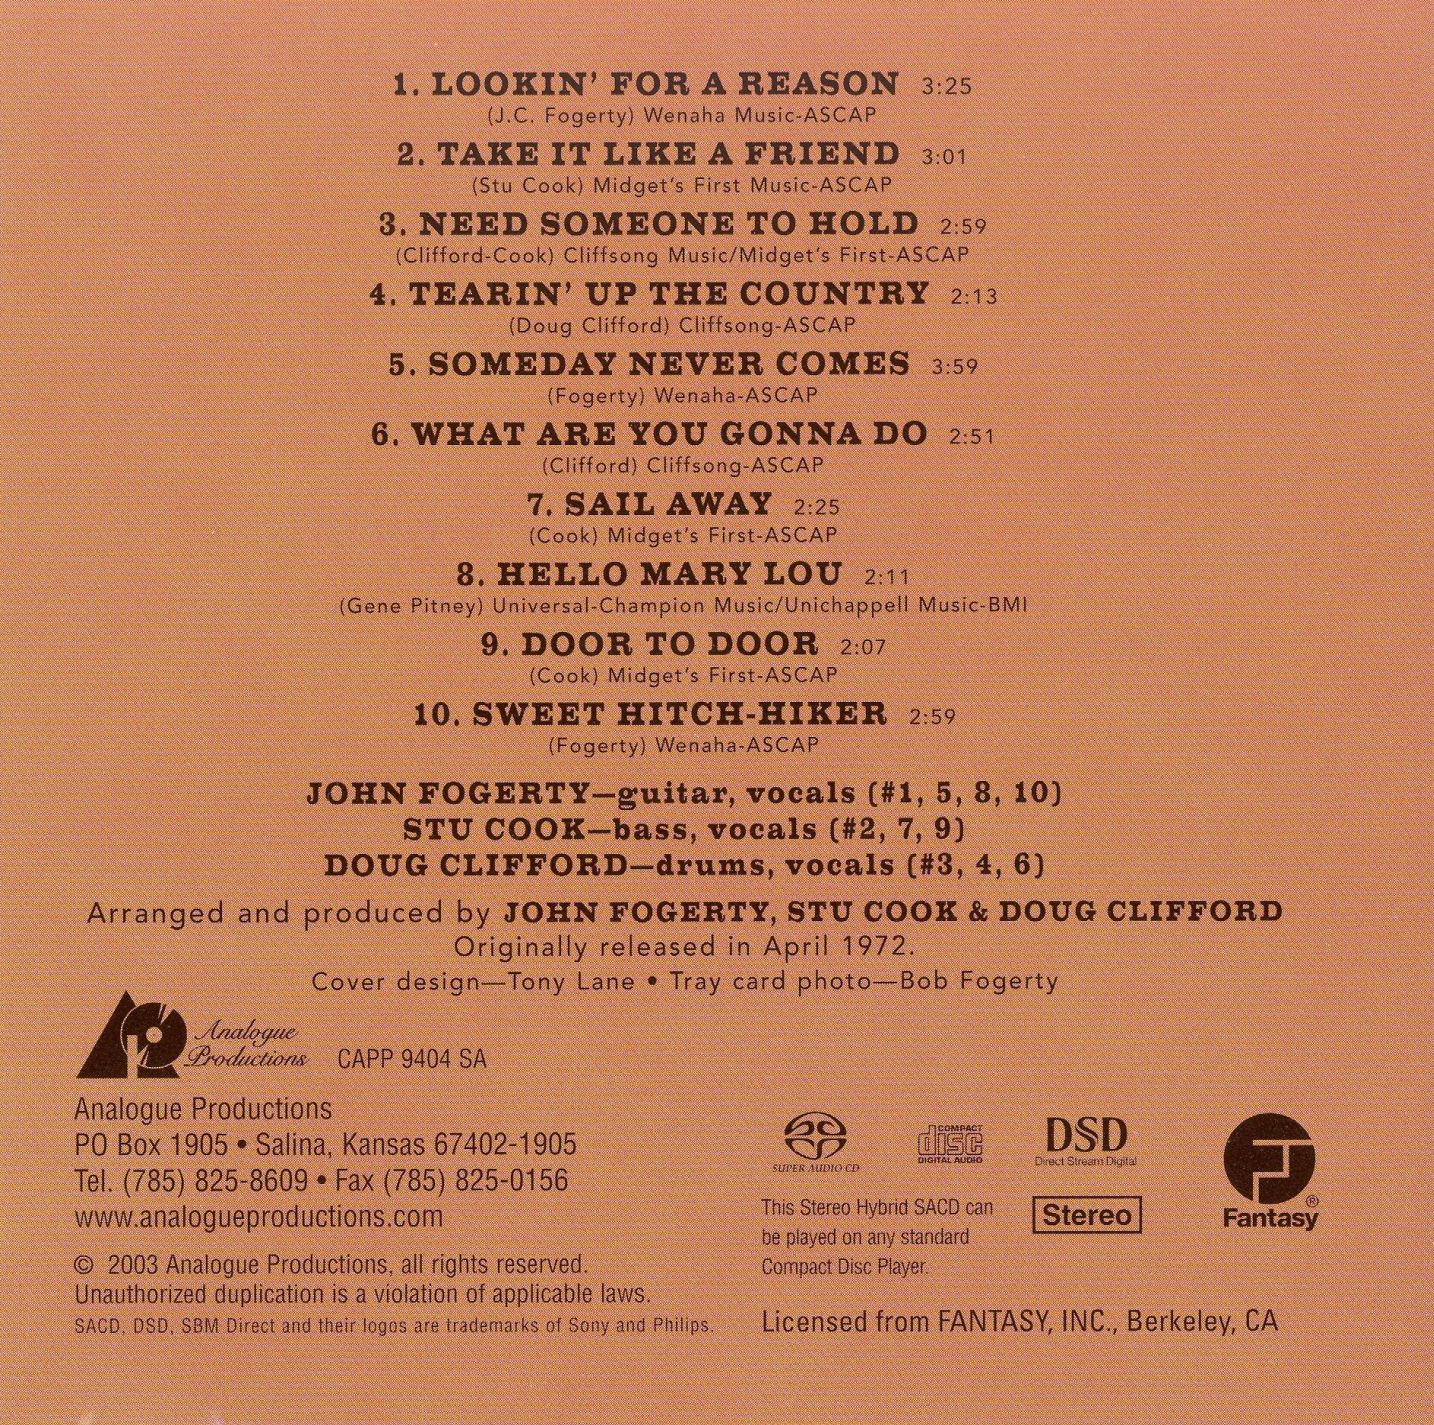 1. LOOKIN' FOR A REASON 3:25
(J.C. Fogerty) Wenaha Music-ASCAP
2. TAKE IT LIKE A FRIEND 3:01
(Stu Cook) Midget's First Music-ASCAP
3. NEED SOMEONE TO HOLD 2:59
(Clifford-Cook) Cliffsong Music/Midget's First-ASCAP
4. TEARIN' UP THE COUNTRY 2:13
(Doug Clifford) Cliffsong-ASCAP
5. SOMEDAY NEVER COMES 3:59
(Fogerty) Wenaha-ASCAP
6. WHAT ARE YOU GONNA DO 2:51
(Clifford) Cliffsong-ASCAP
7. SAIL AWAY 2:25
(Cook) Midget's First-ASCAP
8. HELLO MARY LOU 2:11
(Gene Pitney) Universal-Champion Music/Unichappell Music-BMI
9. DOOR TO DOOR 2:07
(Cook) Midget's First-ASCAP
10. SWEET HITCH-HIKER 2:59
(Fogerty) Wenaha-ASCAP
JOHN FOGERTY—guitar, vocals (#1, 5, 8, 10)
STU COOK—bass, vocals (#2, 7, 9)
DOUG CLIFFORD—drums, vocals (#3, 4, 6)
Arranged and produced by JOHN FOGERTY, STU COOK & DOUG CLIFFORD
Originally released in April 1972.
Cover design—Tony Lane • Tray card photo—Bob Fogerty
Analogue
Productions CAPP 9404 SA
Analogue Productions
PO Box 1905 • Salina, Kansas 67402-1905
Tel. (785) 825-8609 • Fax (785) 825-0156
www.analogueproductions.com
© 2003 Analogue Productions, all rights reserved.
Unauthorized duplication is a violation of applicable laws.
SACD, DSD, SBM Direct and their logos are trademarks of Sony and Philips.
SUPER AUDIO CD
COMPACT
disc
DIGITAL AUDIO
DSD
Direct Stream Digital
This Stereo Hybrid SACD can
be played on any standard
Compact Disc Player.
Stereo
F
®
Fantasy
Licensed from FANTASY, INC., Berkeley, CA